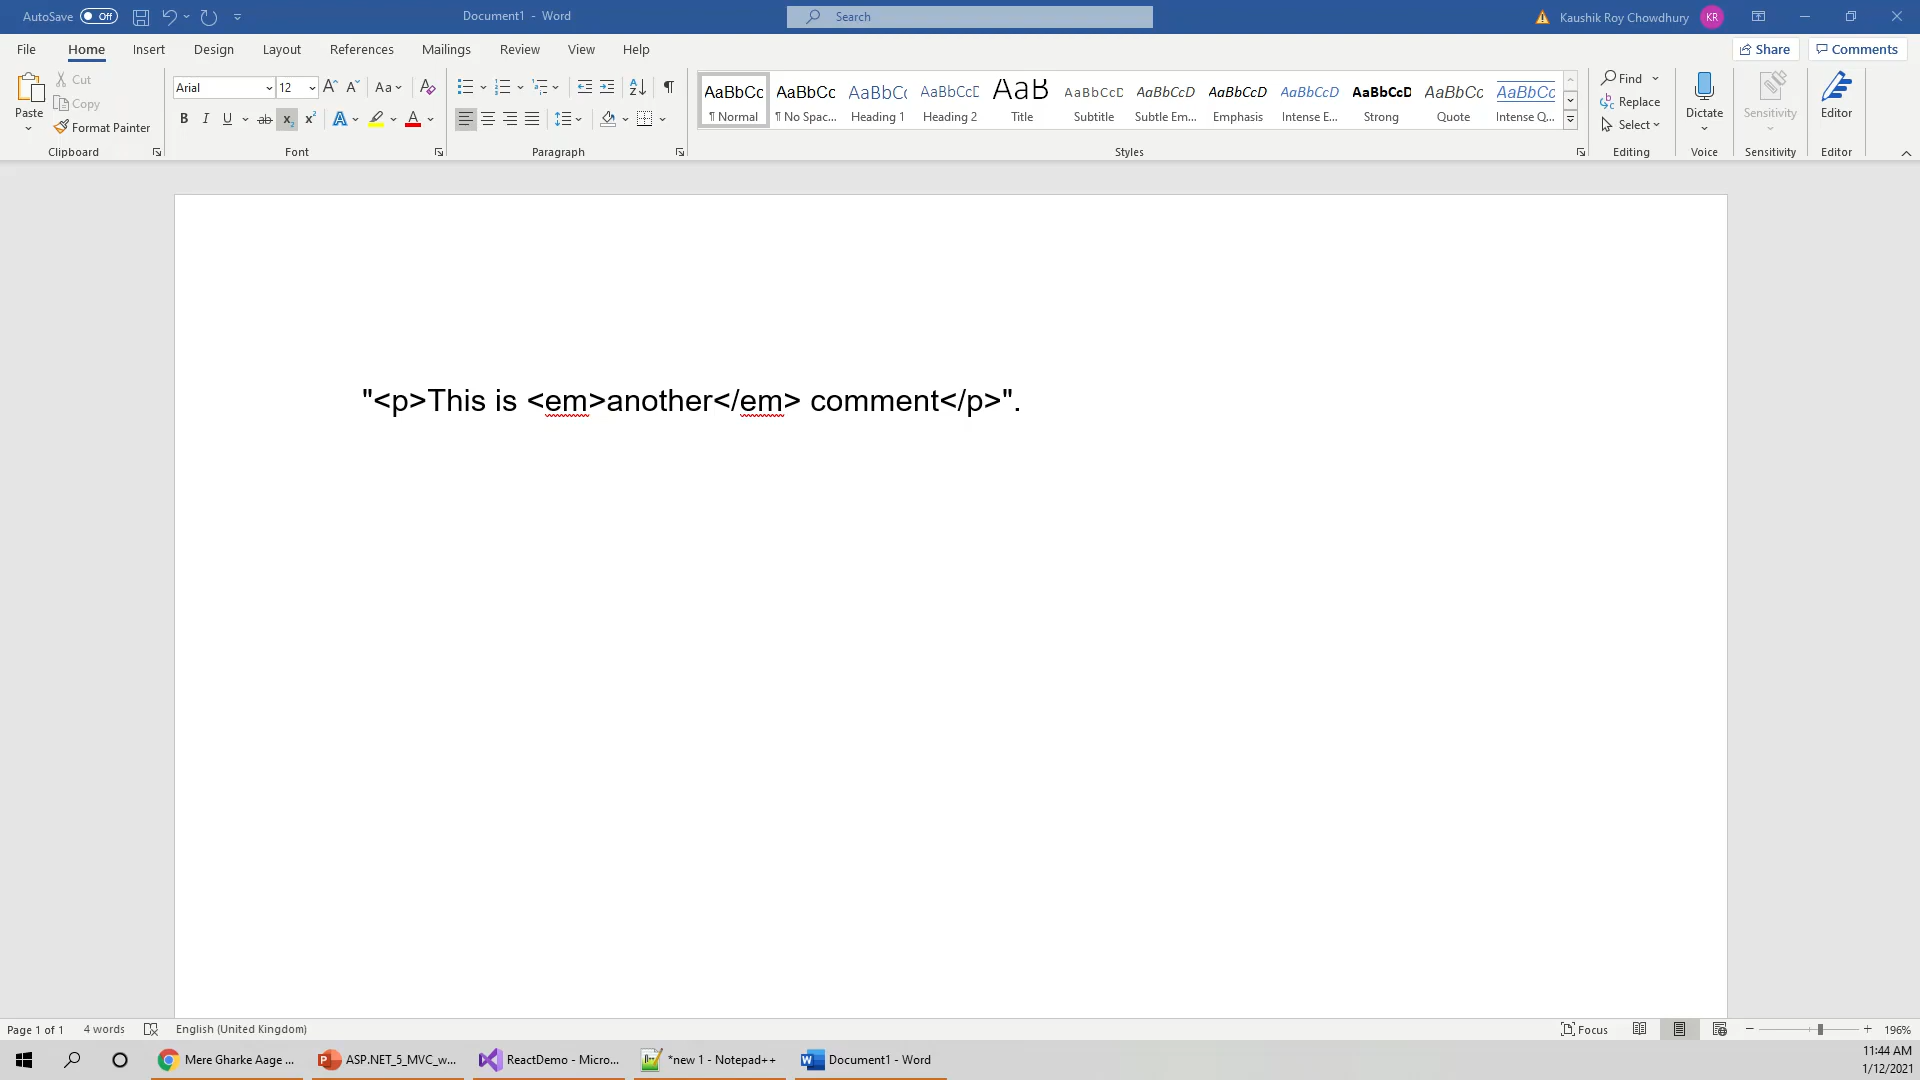 AutoSave Off Document1 - Word Search Kaushik Roy Chowdhury KR
File Home Insert Design Layout References Mailings Review View Help Share Comments
Paste Cut Copy Format Painter
Clipboard
Arial 12 Aa
B I U ab x₂ x² A A
Font
Paragraph
AaBbCc AaBbCc AaBbCc AaBbCcD AaB AaBbCcD AaBbCcD AaBbCcD AaBbCcD AaBbCcD AaBbCc AaBbCc
¶ Normal ¶ No Spac... Heading 1 Heading 2 Title Subtitle Subtle Em... Emphasis Intense E... Strong Quote Intense Q...
Styles
Find
Replace
Select
Editing
Dictate
Voice
Sensitivity
Sensitivity
Editor
Editor
"<p>This is <em>another</em> comment</p>".
Page 1 of 1 4 words English (United Kingdom) Focus 196%
Mere Gharke Aage ... ASP.NET_5_MVC_w... ReactDemo - Micro... *new 1 - Notepad++ Document1 - Word
11:44 AM
1/12/2021